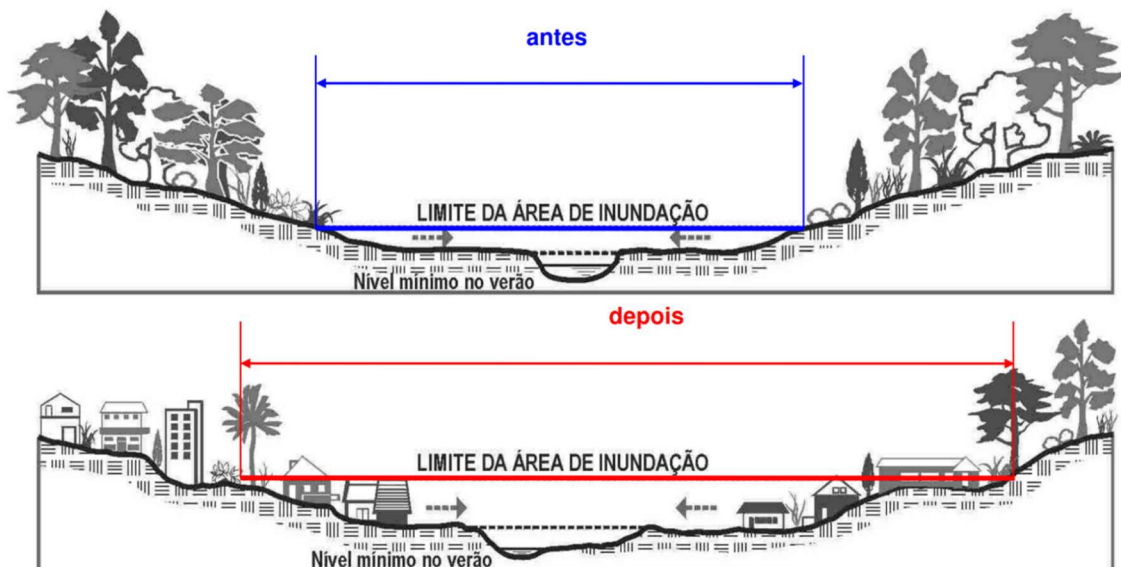 antes
LIMITE DA ÁREA DE INUNDAÇÃO
Nível mínimo no verão
depois
LIMITE DA ÁREA DE INUNDAÇÃO
Nível mínimo no verão